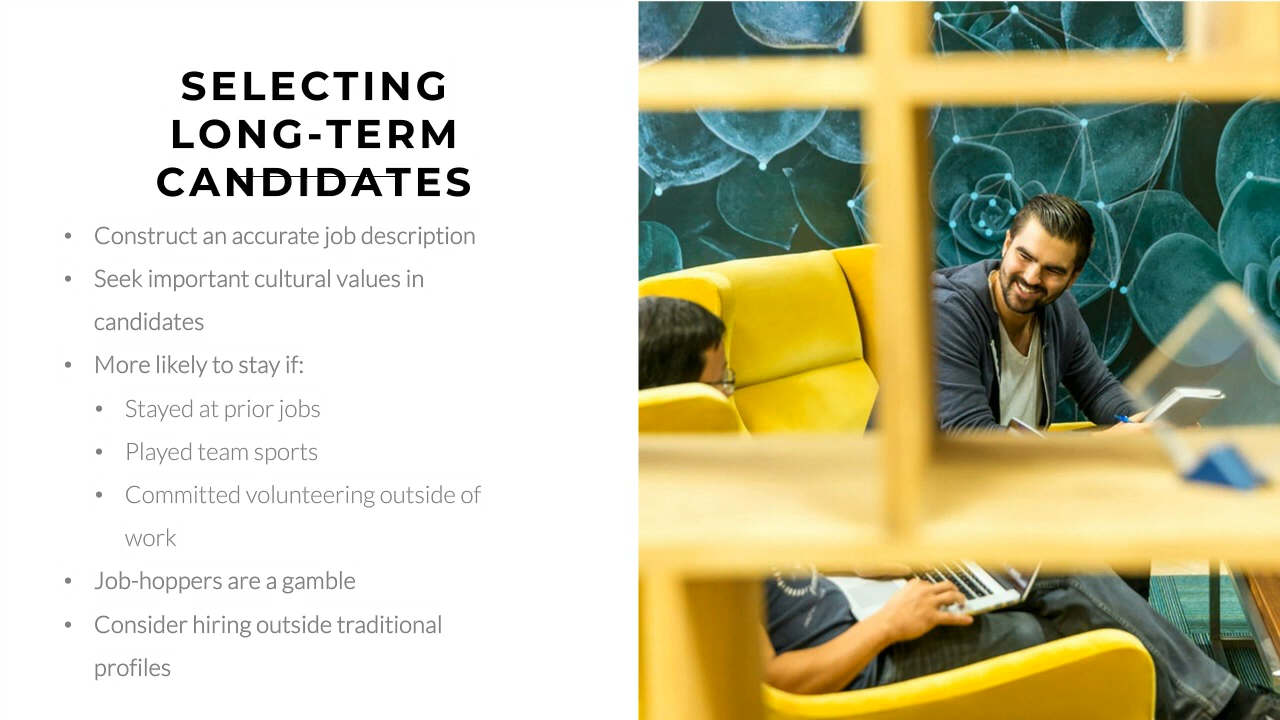 SELECTING
LONG-TERM
CANDIDATES
• Construct an accurate job description
• Seek important cultural values in
candidates
• More likely to stay if:
• Stayed at prior jobs
• Played team sports
• Committed volunteering outside of
work
• Job-hoppers are a gamble
• Consider hiring outside traditional
profiles